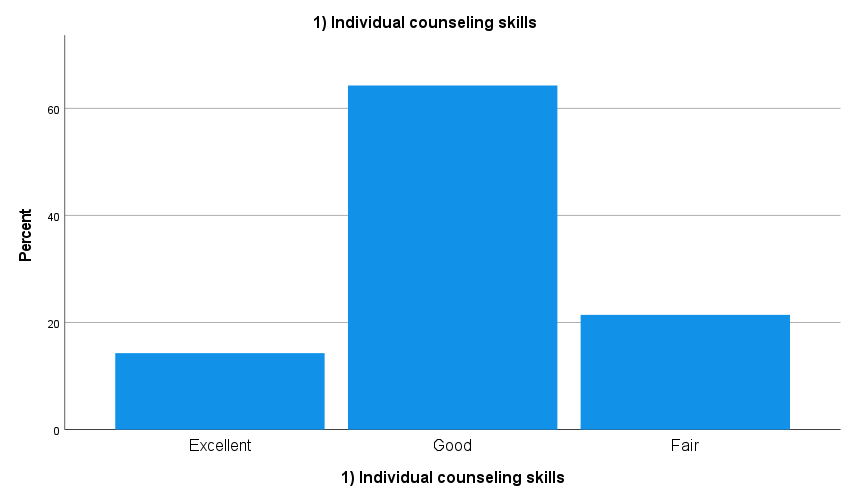 1) Individual counseling skills
Percent
60
40
20
0
Excellent
Good
Fair
1) Individual counseling skills